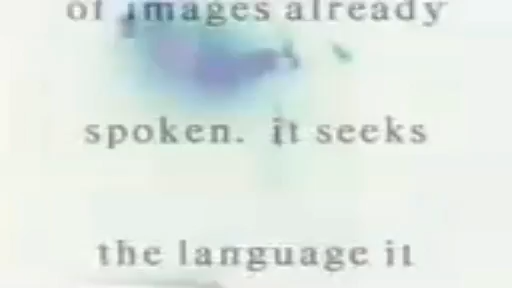 of images already
spoken. it seeks
the language it